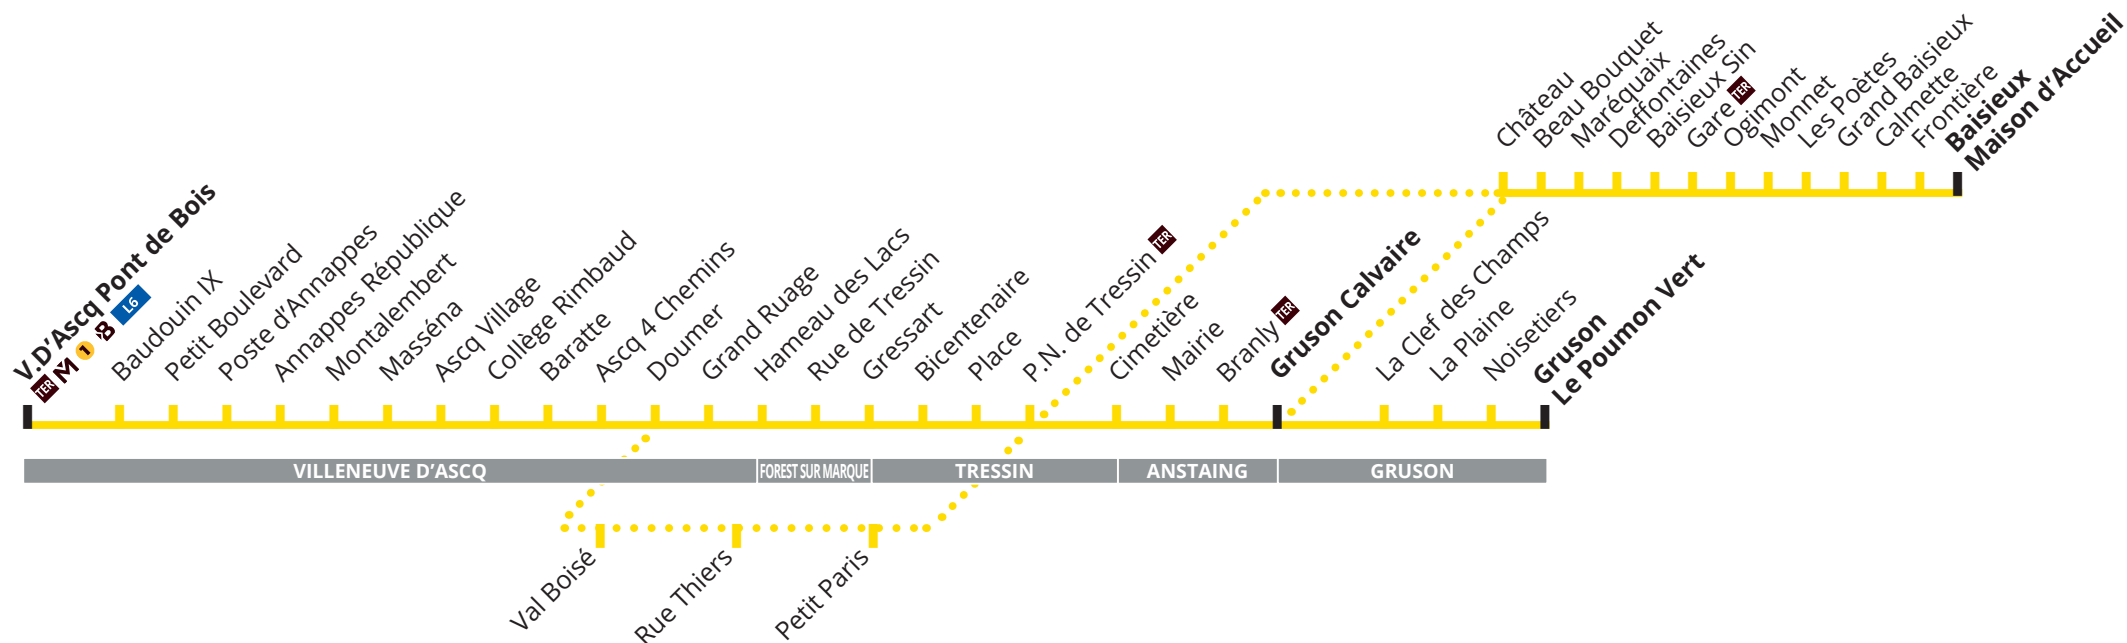 V.D’Ascq Pont de Bois
TER M 1 L6
Baudouin IX
Petit Boulevard
Poste d’Annappes
Annappes République
Montalembert
Masséna
Ascq Village
Collège Rimbaud
Baratte
Ascq 4 Chemins
Doumer
Grand Ruage
Hameau des Lacs
Rue de Tressin
Gressart
Bicentenaire
Place
P.N. de Tressin TER
Cimetière
Mairie
Branly TER
Gruson Calvaire
La Clef des Champs
La Plaine
Noisetiers
Gruson
Le Poumon Vert
Château
Beau Bouquet
Maréquaix
Deffontaines
Baisieux Sin
Gare TER
Ogimont
Monnet
Les Poètes
Grand Baisieux
Calmette
Frontière
Baisieux
Maison d’Accueil
VILLENEUVE D’ASCQ
FOREST SUR MARQUE
TRESSIN
ANSTAING
GRUSON
Val Boisé
Rue Thiers
Petit Paris